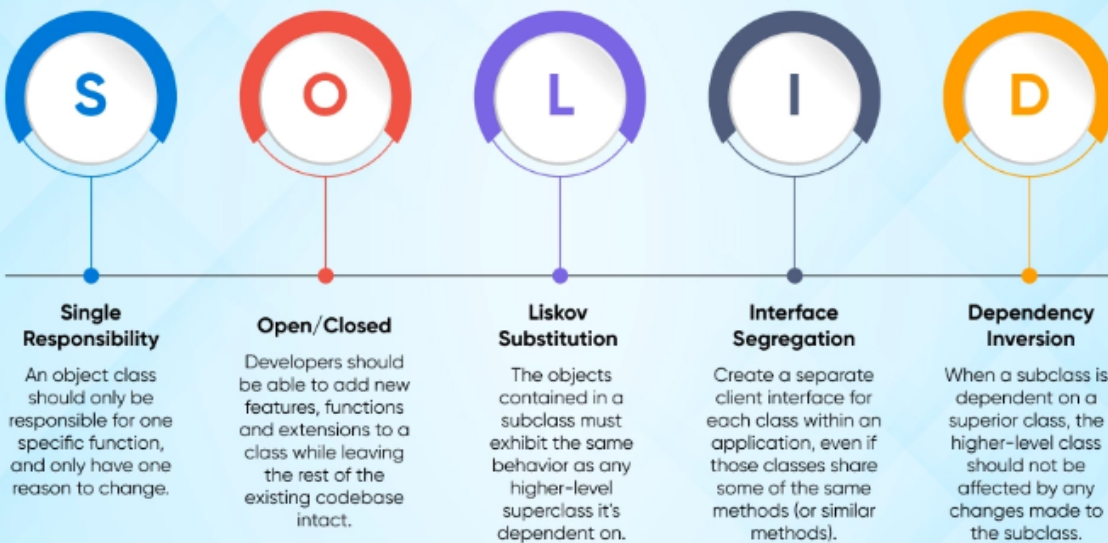 S
O
L
I
D
Single
Responsibility
An object class
should only be
responsible for one
specific function,
and only have one
reason to change.
Open/Closed
Developers should
be able to add new
features, functions
and extensions to a
class while leaving
the rest of the
existing codebase
intact.
Liskov
Substitution
The objects
contained in a
subclass must
exhibit the same
behavior as any
higher-level
superclass it's
dependent on.
Interface
Segregation
Create a separate
client interface for
each class within an
application, even if
those classes share
some of the same
methods (or similar
methods).
Dependency
Inversion
When a subclass is
dependent on a
superior class, the
higher-level class
should not be
affected by any
changes made to
the subclass.